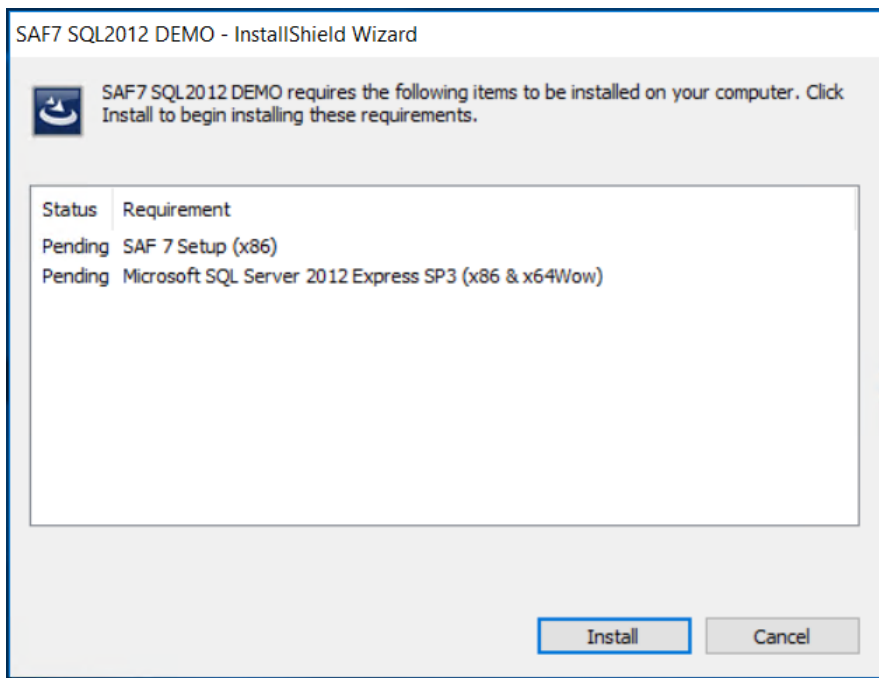 SAF7 SQL2012 DEMO - InstallShield Wizard
SAF7 SQL2012 DEMO requires the following items to be installed on your computer. Click
Install to begin installing these requirements.
Status Requirement
Pending SAF 7 Setup (x86)
Pending Microsoft SQL Server 2012 Express SP3 (x86 & x64Wow)
Install Cancel